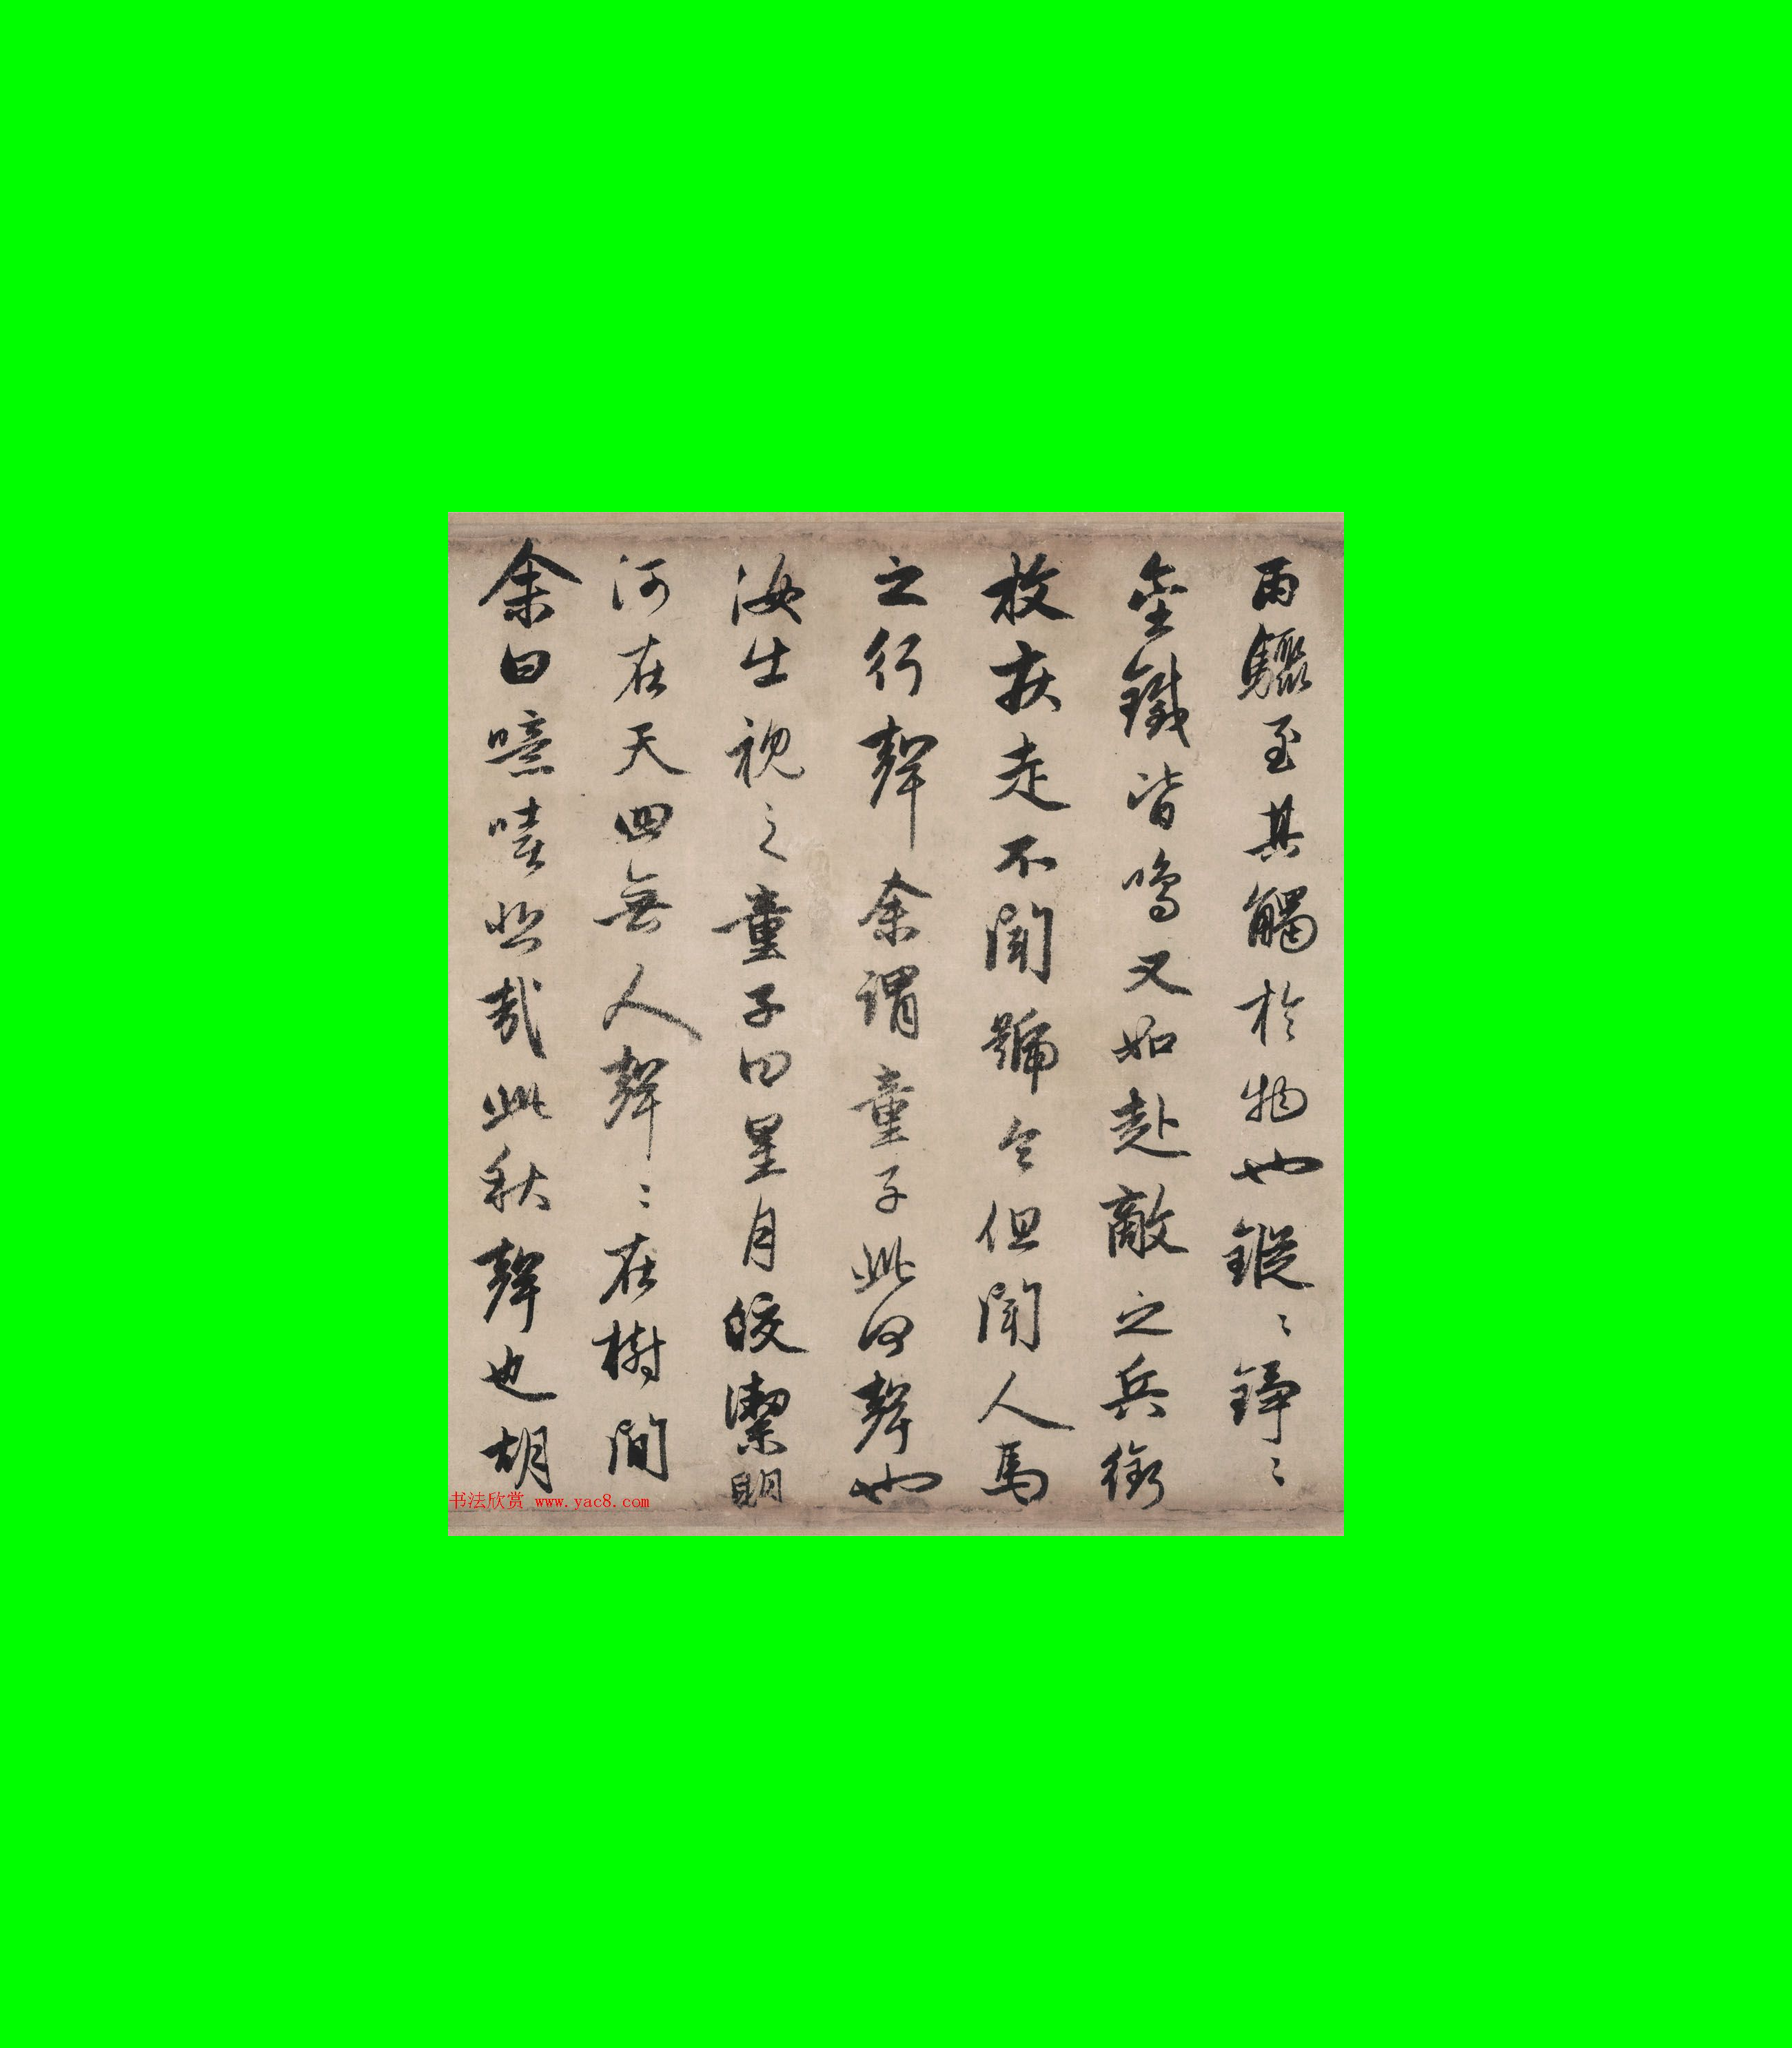 雨驟至其觸於物也鏦〻錚〻
金鐵皆鳴又如赴敵之兵銜
枚疾走不聞號令但聞人馬
之行聲余謂童子此何聲也
汝出視之童子曰星月皎潔明
河在天四無人聲〻在樹間
余曰噫嘻悲哉此秋聲也胡
书法欣赏 www.yac8.com